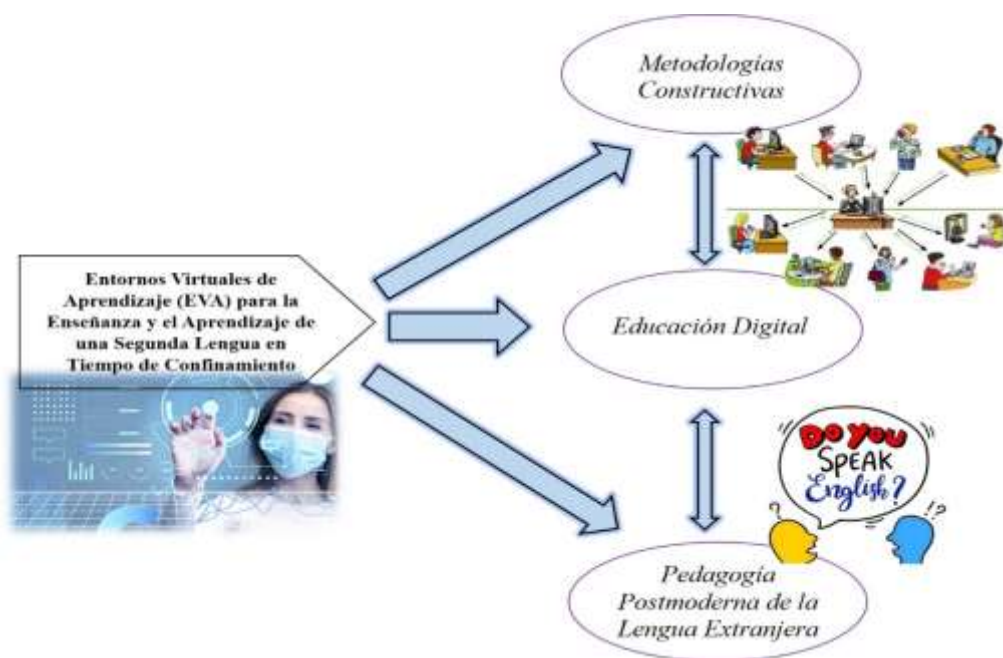 Metodologías
Constructivas
Entornos Virtuales de
Aprendizaje (EVA) para la
Enseñanza y el Aprendizaje de
una Segunda Lengua en
Tiempo de Confinamiento
Educación Digital
Do You
SPEAK
English?
?
!?
Pedagogía
Postmoderna de la
Lengua Extranjera